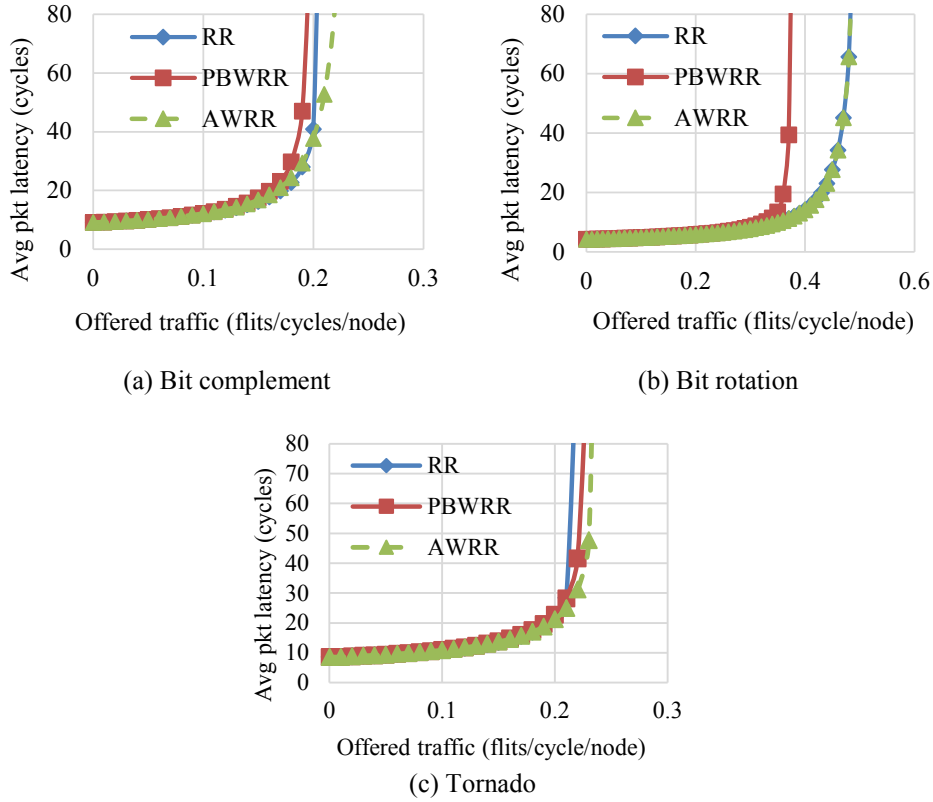 Avg pkt latency (cycles)
80
60
40
20
0
RR
PBWRR
AWRR
0
0.1
0.2
0.3
Offered traffic (flits/cycles/node)
(a) Bit complement
Avg pkt latency (cycles)
80
60
40
20
0
RR
PBWRR
AWRR
0
0.2
0.4
0.6
Offered traffic (flits/cycle/node)
(b) Bit rotation
Avg pkt latency (cycles)
80
70
60
50
40
30
20
10
0
RR
PBWRR
AWRR
0
0.1
0.2
0.3
Offered traffic (flits/cycle/node)
(c) Tornado